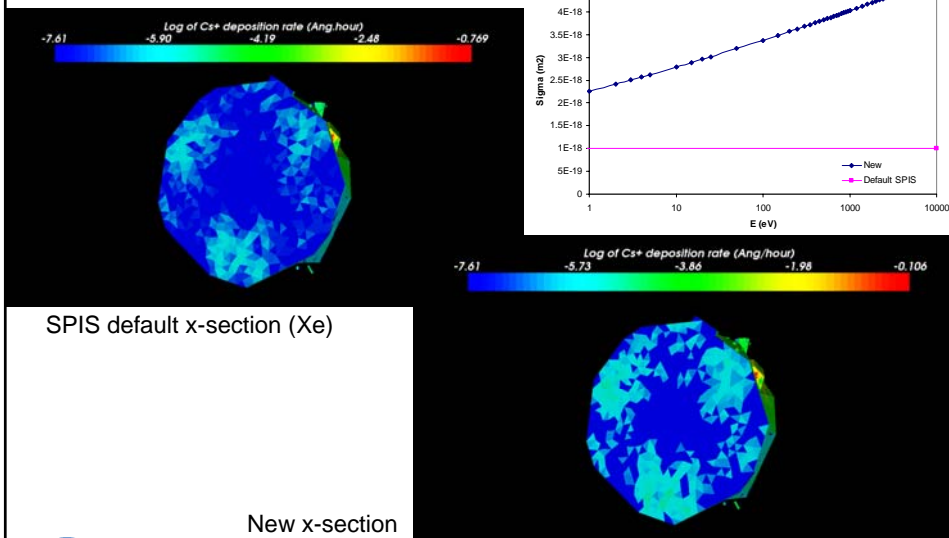 Log of Cs+ deposition rate (Ang.hour)
-7.61 -5.90 -4.19 -2.48 -0.769
4E-18
3.5E-18
3E-18
2.5E-18
2E-18
1.5E-18
1E-18
5E-19
0
Sigma (m2)
New
Default SPIS
1 10 100 1000 10000
E (eV)
Log of Cs+ deposition rate (Ang/hour)
-7.61 -5.73 -3.86 -1.98 -0.106
SPIS default x-section (Xe)
New x-section